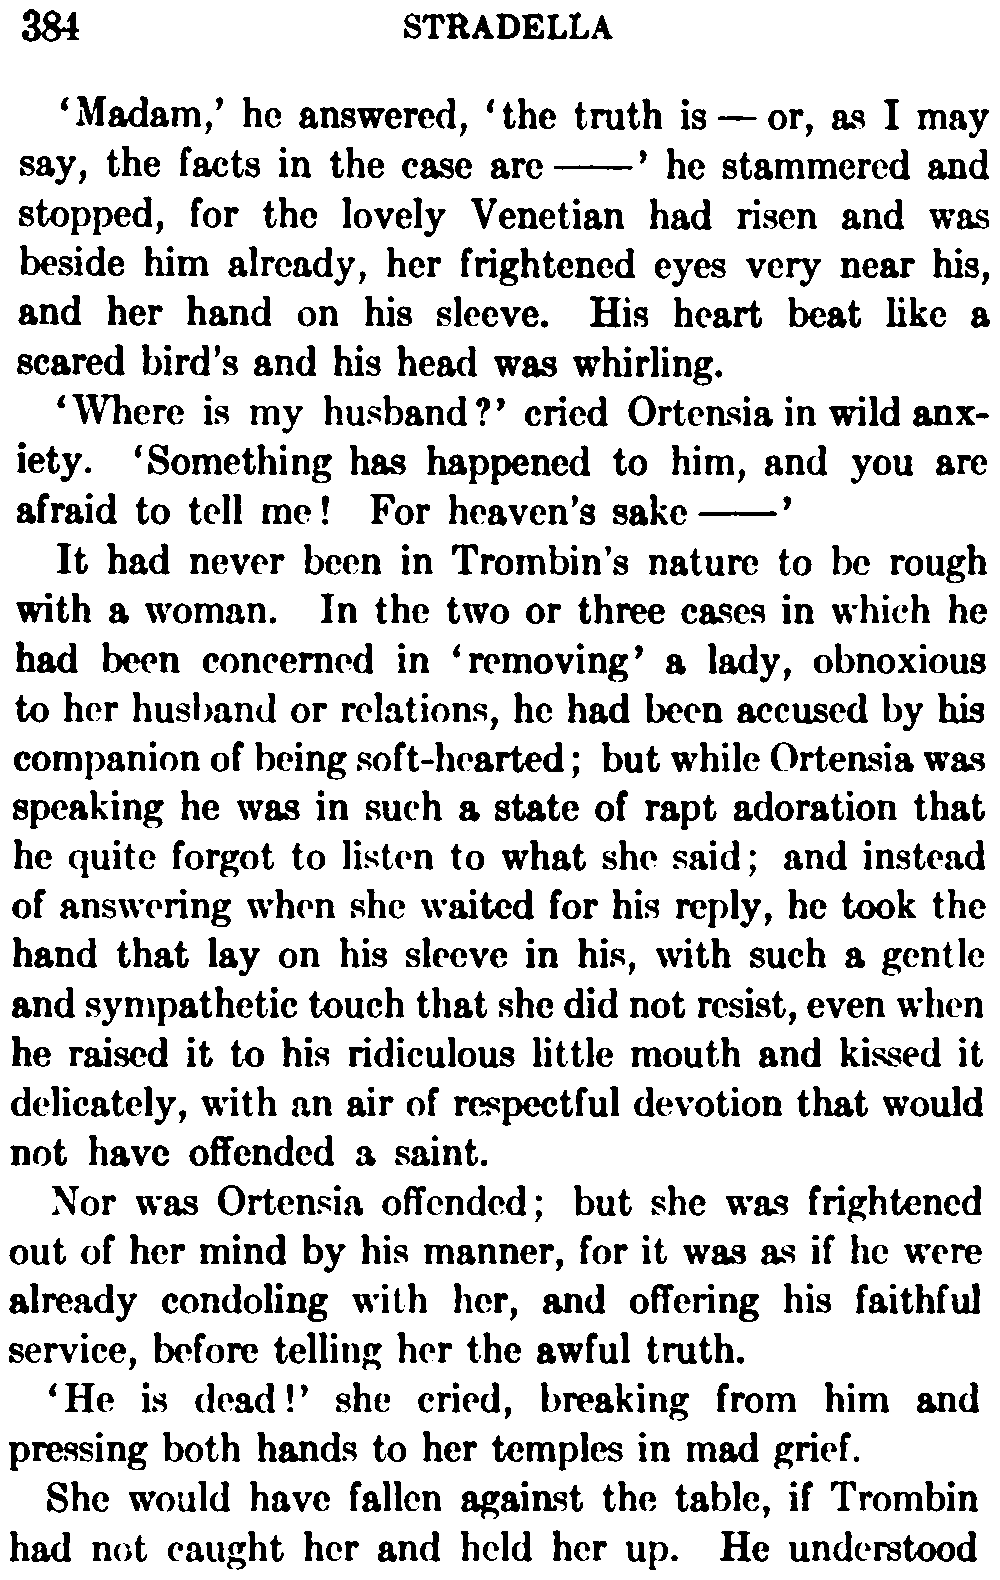 384 STRADELLA
‘Madam,’ he answered, ‘the truth is — or, as I may
say, the facts in the case are ——’ he stammered and
stopped, for the lovely Venetian had risen and was
beside him already, her frightened eyes very near his,
and her hand on his sleeve. His heart beat like a
scared bird's and his head was whirling.
‘Where is my husband?’ cried Ortensia in wild anx-
iety. ‘Something has happened to him, and you are
afraid to tell me! For heaven's sake ——’
It had never been in Trombin's nature to be rough
with a woman. In the two or three cases in which he
had been concerned in ‘removing’ a lady, obnoxious
to her husband or relations, he had been accused by his
companion of being soft-hearted; but while Ortensia was
speaking he was in such a state of rapt adoration that
he quite forgot to listen to what she said; and instead
of answering when she waited for his reply, he took the
hand that lay on his sleeve in his, with such a gentle
and sympathetic touch that she did not resist, even when
he raised it to his ridiculous little mouth and kissed it
delicately, with an air of respectful devotion that would
not have offended a saint.
Nor was Ortensia offended; but she was frightened
out of her mind by his manner, for it was as if he were
already condoling with her, and offering his faithful
service, before telling her the awful truth.
‘He is dead!’ she cried, breaking from him and
pressing both hands to her temples in mad grief.
She would have fallen against the table, if Trombin
had not caught her and held her up. He understood